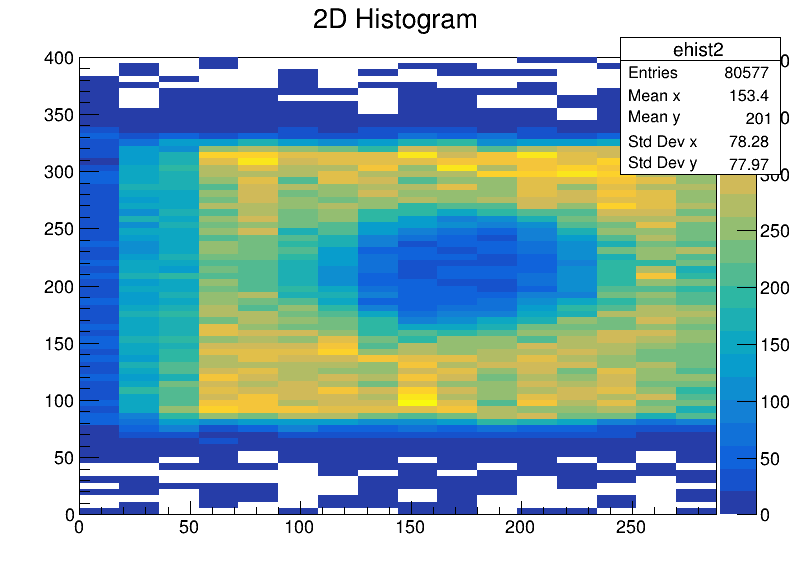 2D Histogram
ehist2
Entries 80577
Mean x 153.4
Mean y 201
Std Dev x 78.28
Std Dev y 77.97
400
350
300
250
200
150
100
50
0
0 50 100 150 200 250
0
0
300
250
200
150
100
50
0